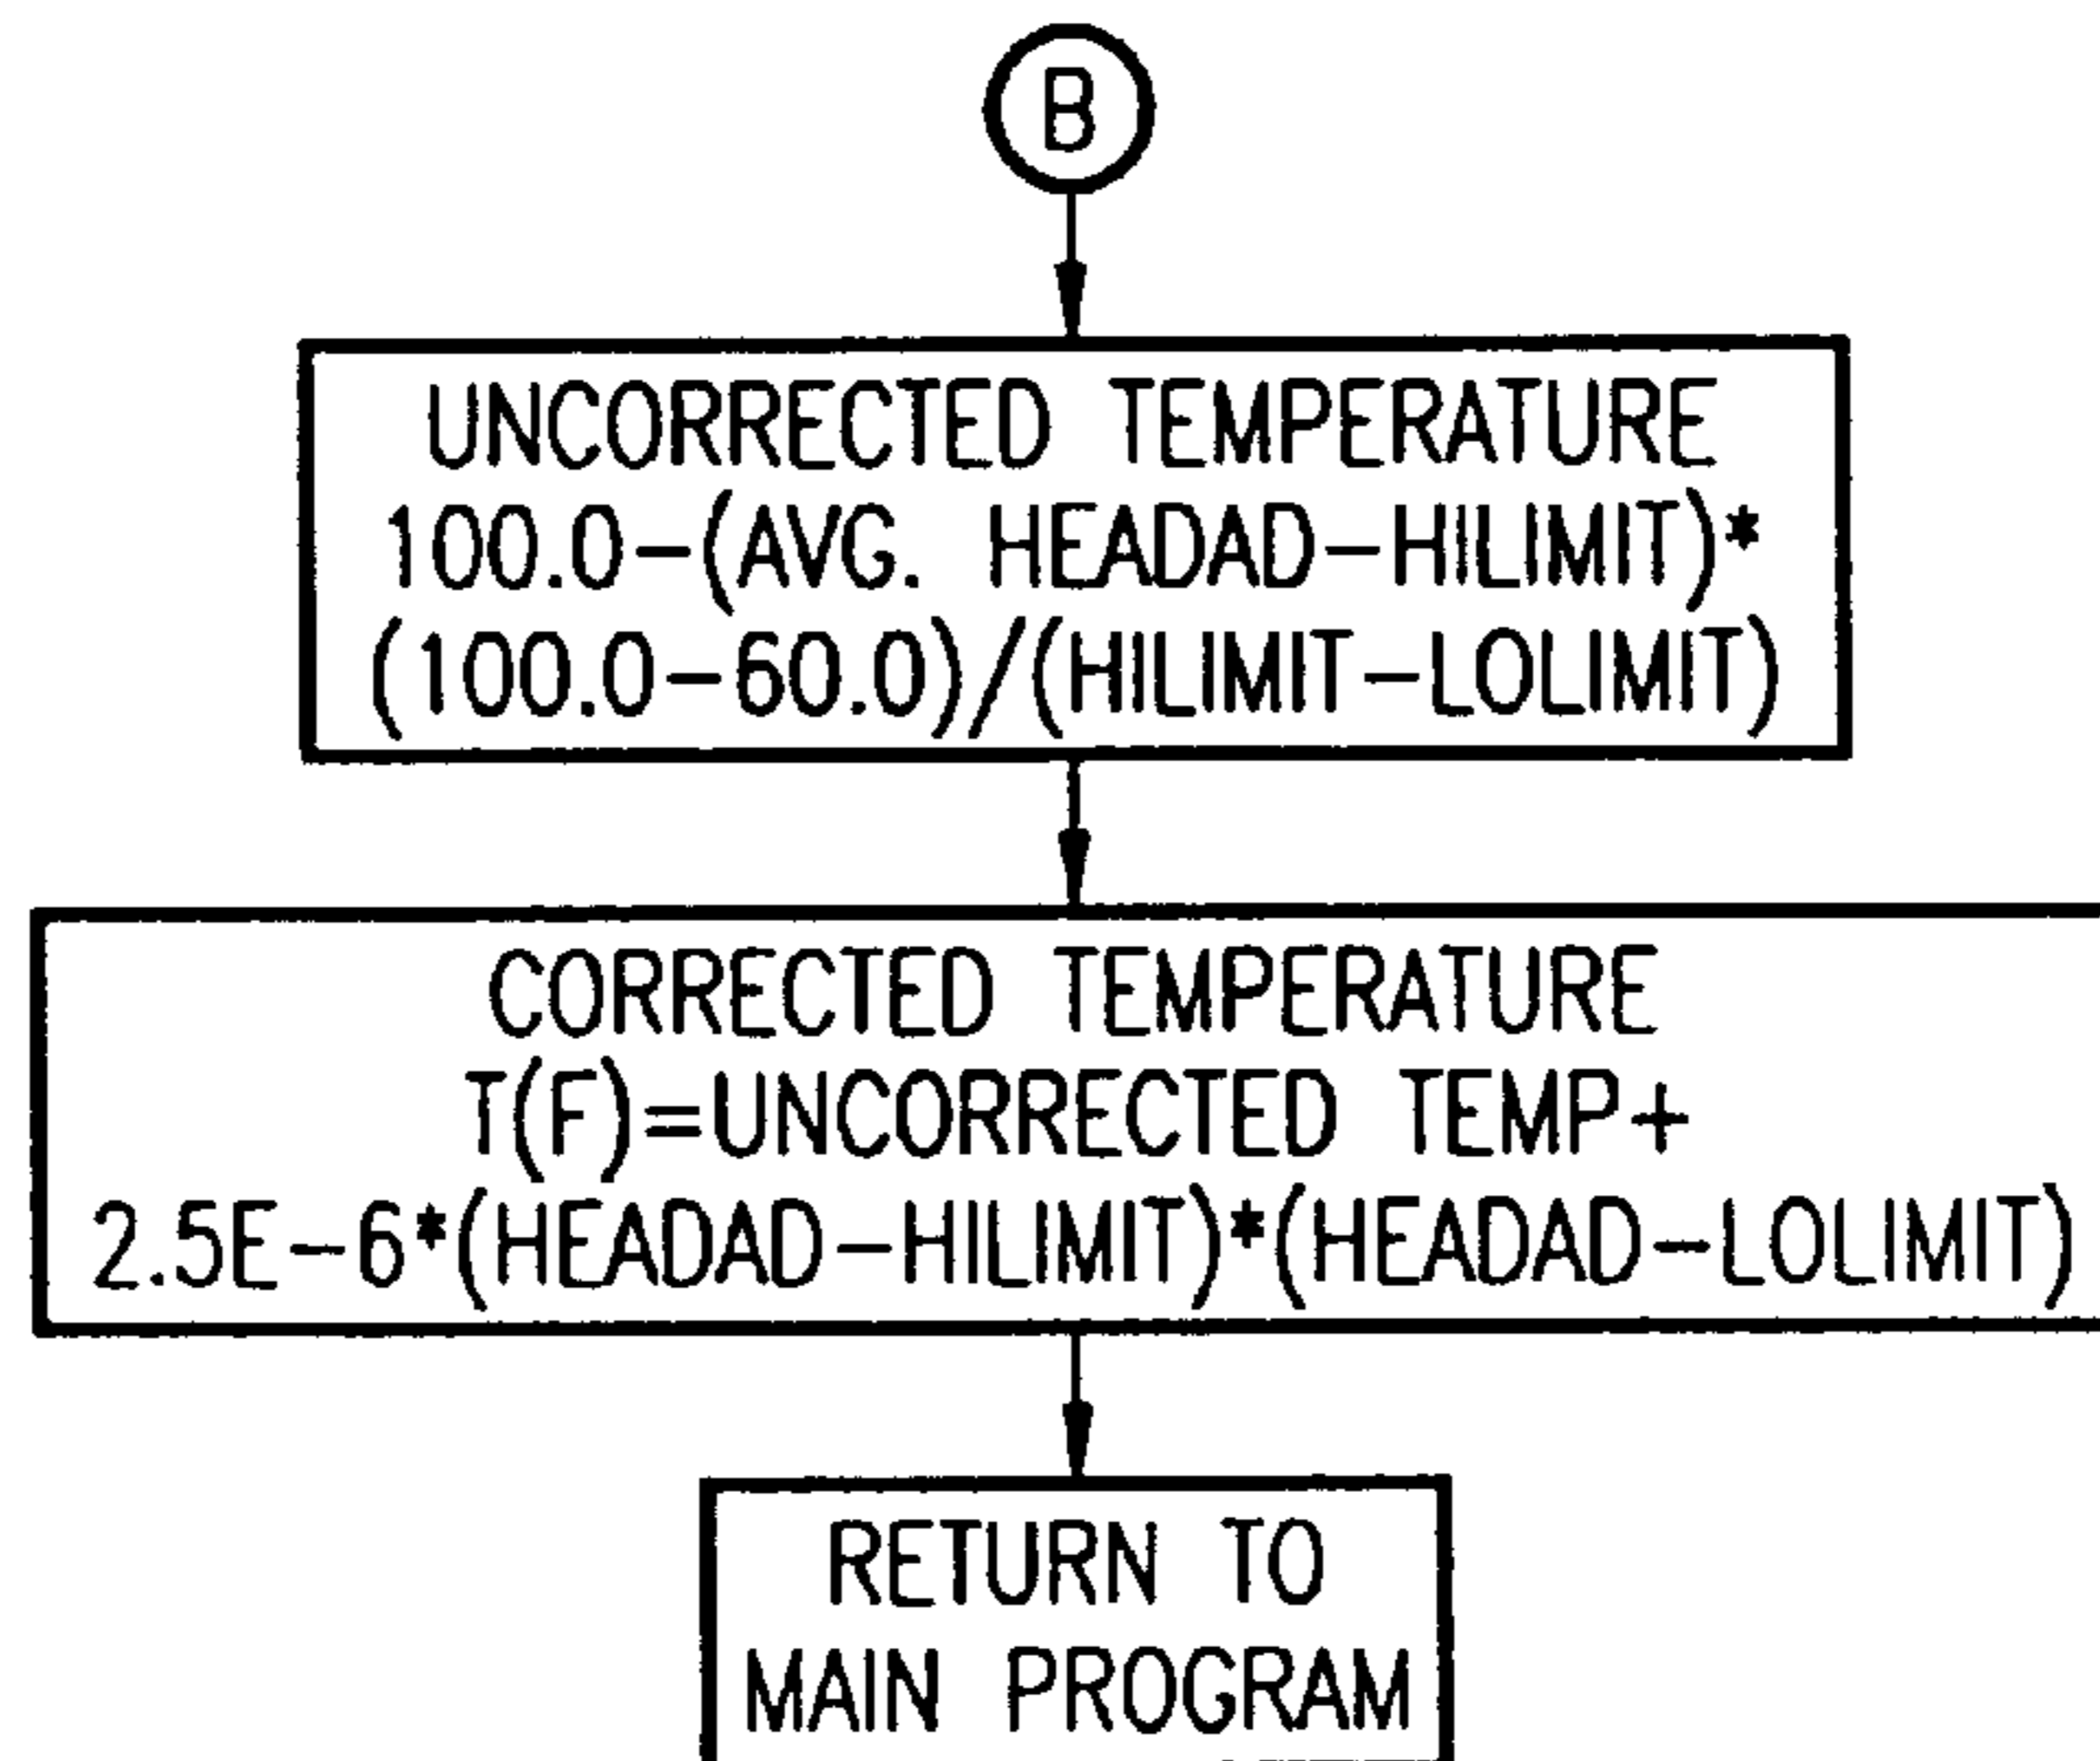 B
UNCORRECTED TEMPERATURE
100.0-(AVG. HEADAD-HILIMIT)*
(100.0-60.0)/(HILIMIT-LOLIMIT)
CORRECTED TEMPERATURE
T(F)=UNCORRECTED TEMP+
2.5E-6*(HEADAD-HILIMIT)*(HEADAD-LOLIMIT)
RETURN TO
MAIN PROGRAM